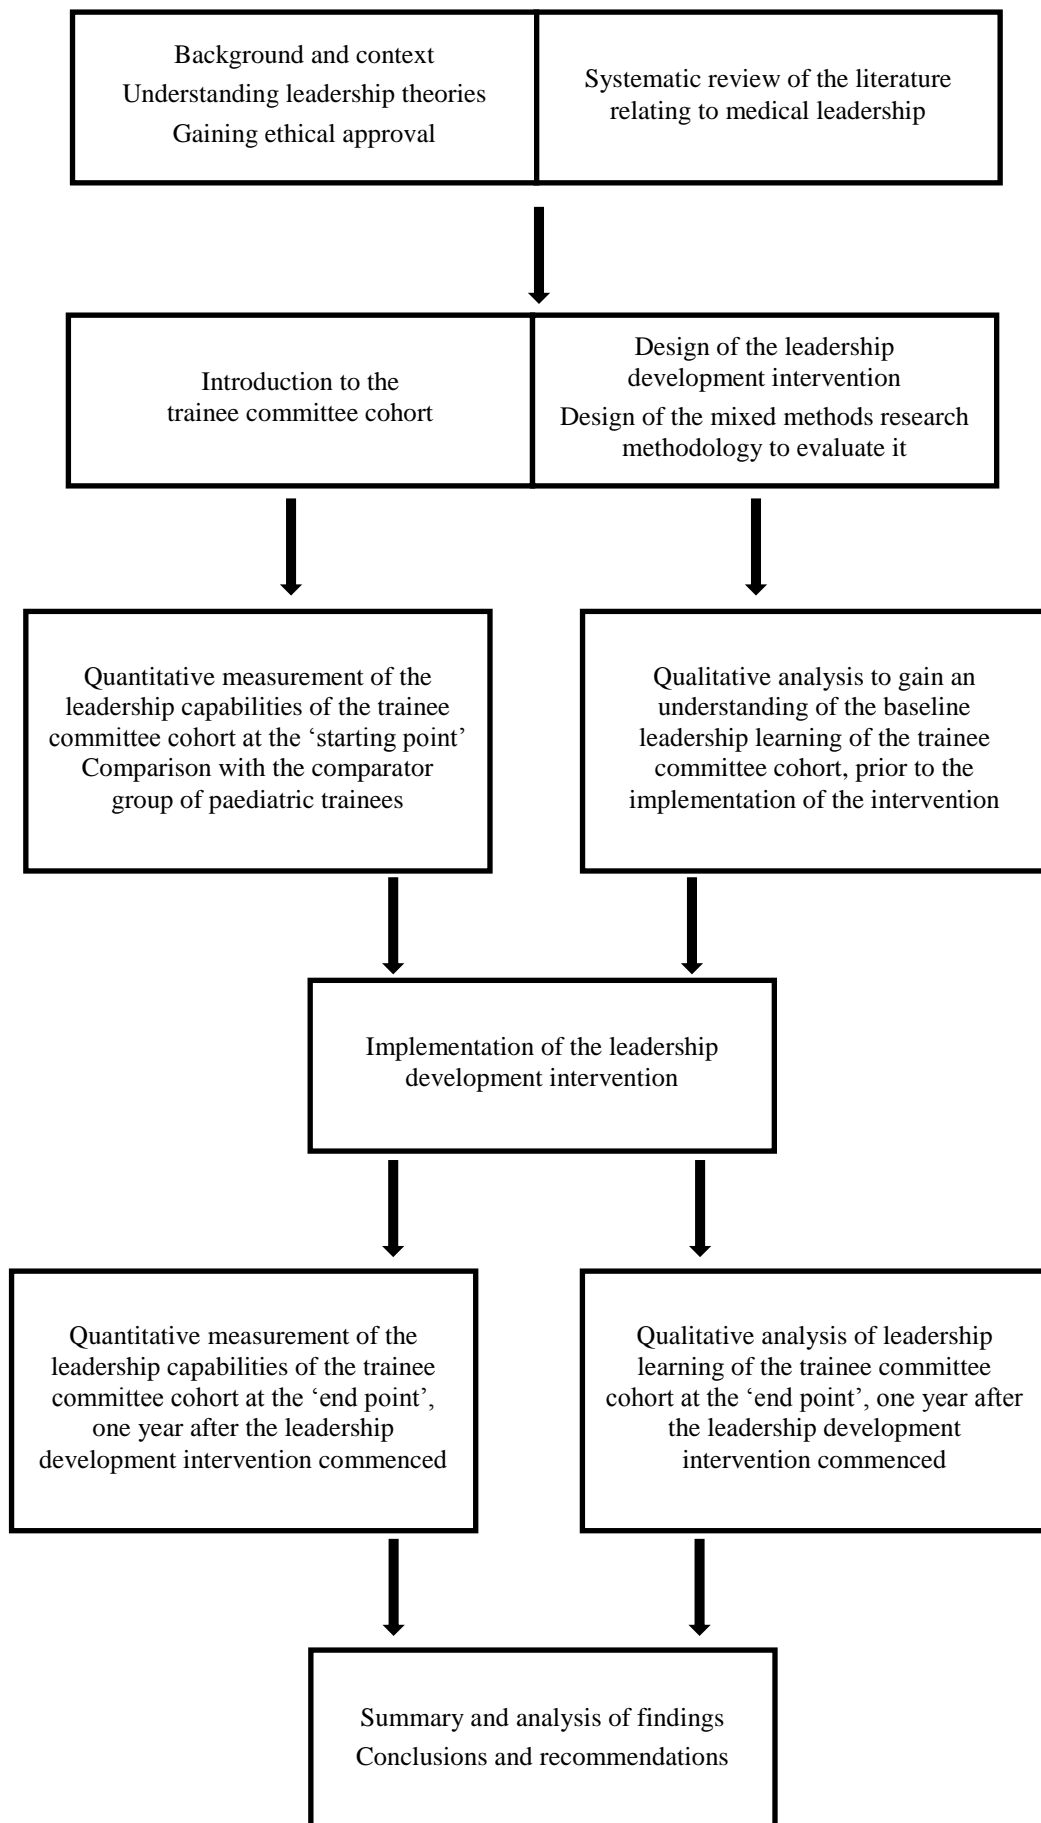 Background and context
Understanding leadership theories
Gaining ethical approval
Systematic review of the literature
relating to medical leadership
Introduction to the
trainee committee cohort
Design of the leadership
development intervention
Design of the mixed methods research
methodology to evaluate it
Quantitative measurement of the
leadership capabilities of the trainee
committee cohort at the ‘starting point’
Comparison with the comparator
group of paediatric trainees
Qualitative analysis to gain an
understanding of the baseline
leadership learning of the trainee
committee cohort, prior to the
implementation of the intervention
Implementation of the leadership
development intervention
Quantitative measurement of the
leadership capabilities of the trainee
committee cohort at the ‘end point’,
one year after the leadership
development intervention commenced
Qualitative analysis of leadership
learning of the trainee committee
cohort at the ‘end point’, one year after
the leadership development
intervention commenced
Summary and analysis of findings
Conclusions and recommendations